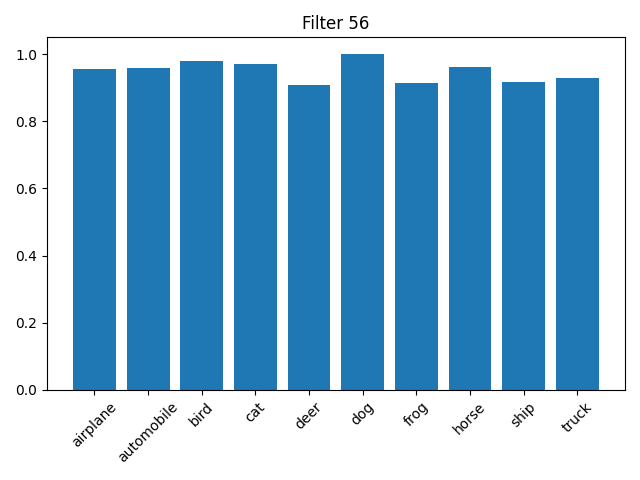 Filter 56
1.0
0.8
0.6
0.4
0.2
0.0
airplane
automobile
bird
cat
deer
dog
frog
horse
ship
truck